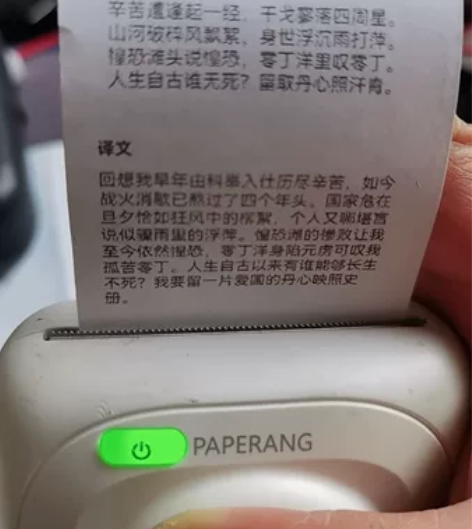 辛苦遭逢起一经，干戈寥落四周星。
山河破碎风飘絮，身世浮沉雨打萍。
惶恐滩头说惶恐，零丁洋里叹零丁。
人生自古谁无死？留取丹心照汗青。
译文
回想我早年由科举入仕历尽辛苦，如今
战火消歇已熬过了四个年头。国家危在
旦夕恰如狂风中的柳絮，个人又哪堪言
说似骤雨里的浮萍。惶恐滩的惨败让我
至今依然惶恐，零丁洋身陷元虏可叹我
孤苦零丁。人生自古以来有谁能够长生
不死？我要留一片爱国的丹心映照史
册。
PAPERANG